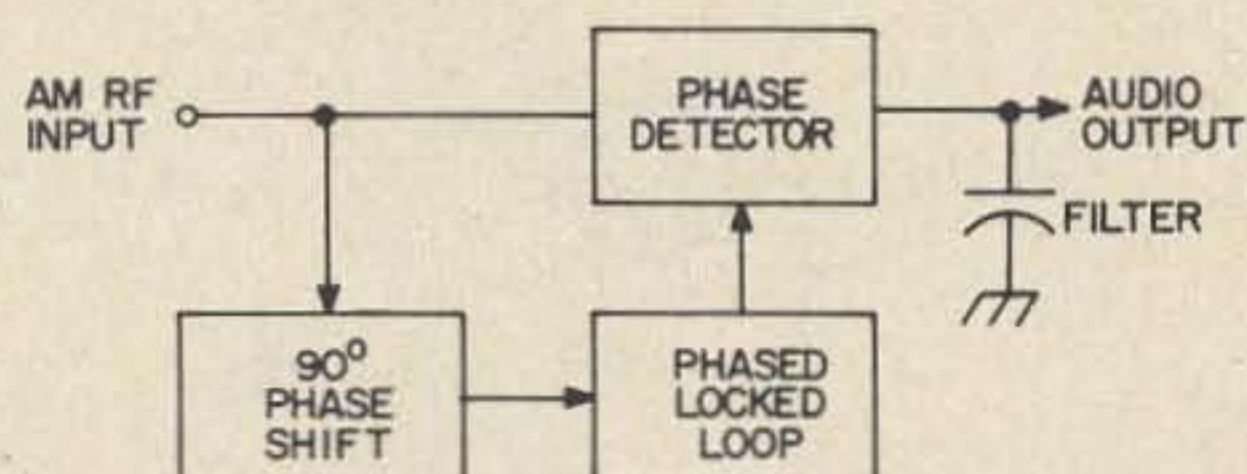 AM RF
INPUT
PHASE
DETECTOR
AUDIO
OUTPUT
FILTER
90°
PHASE
SHIFT
PHASED
LOCKED
LOOP